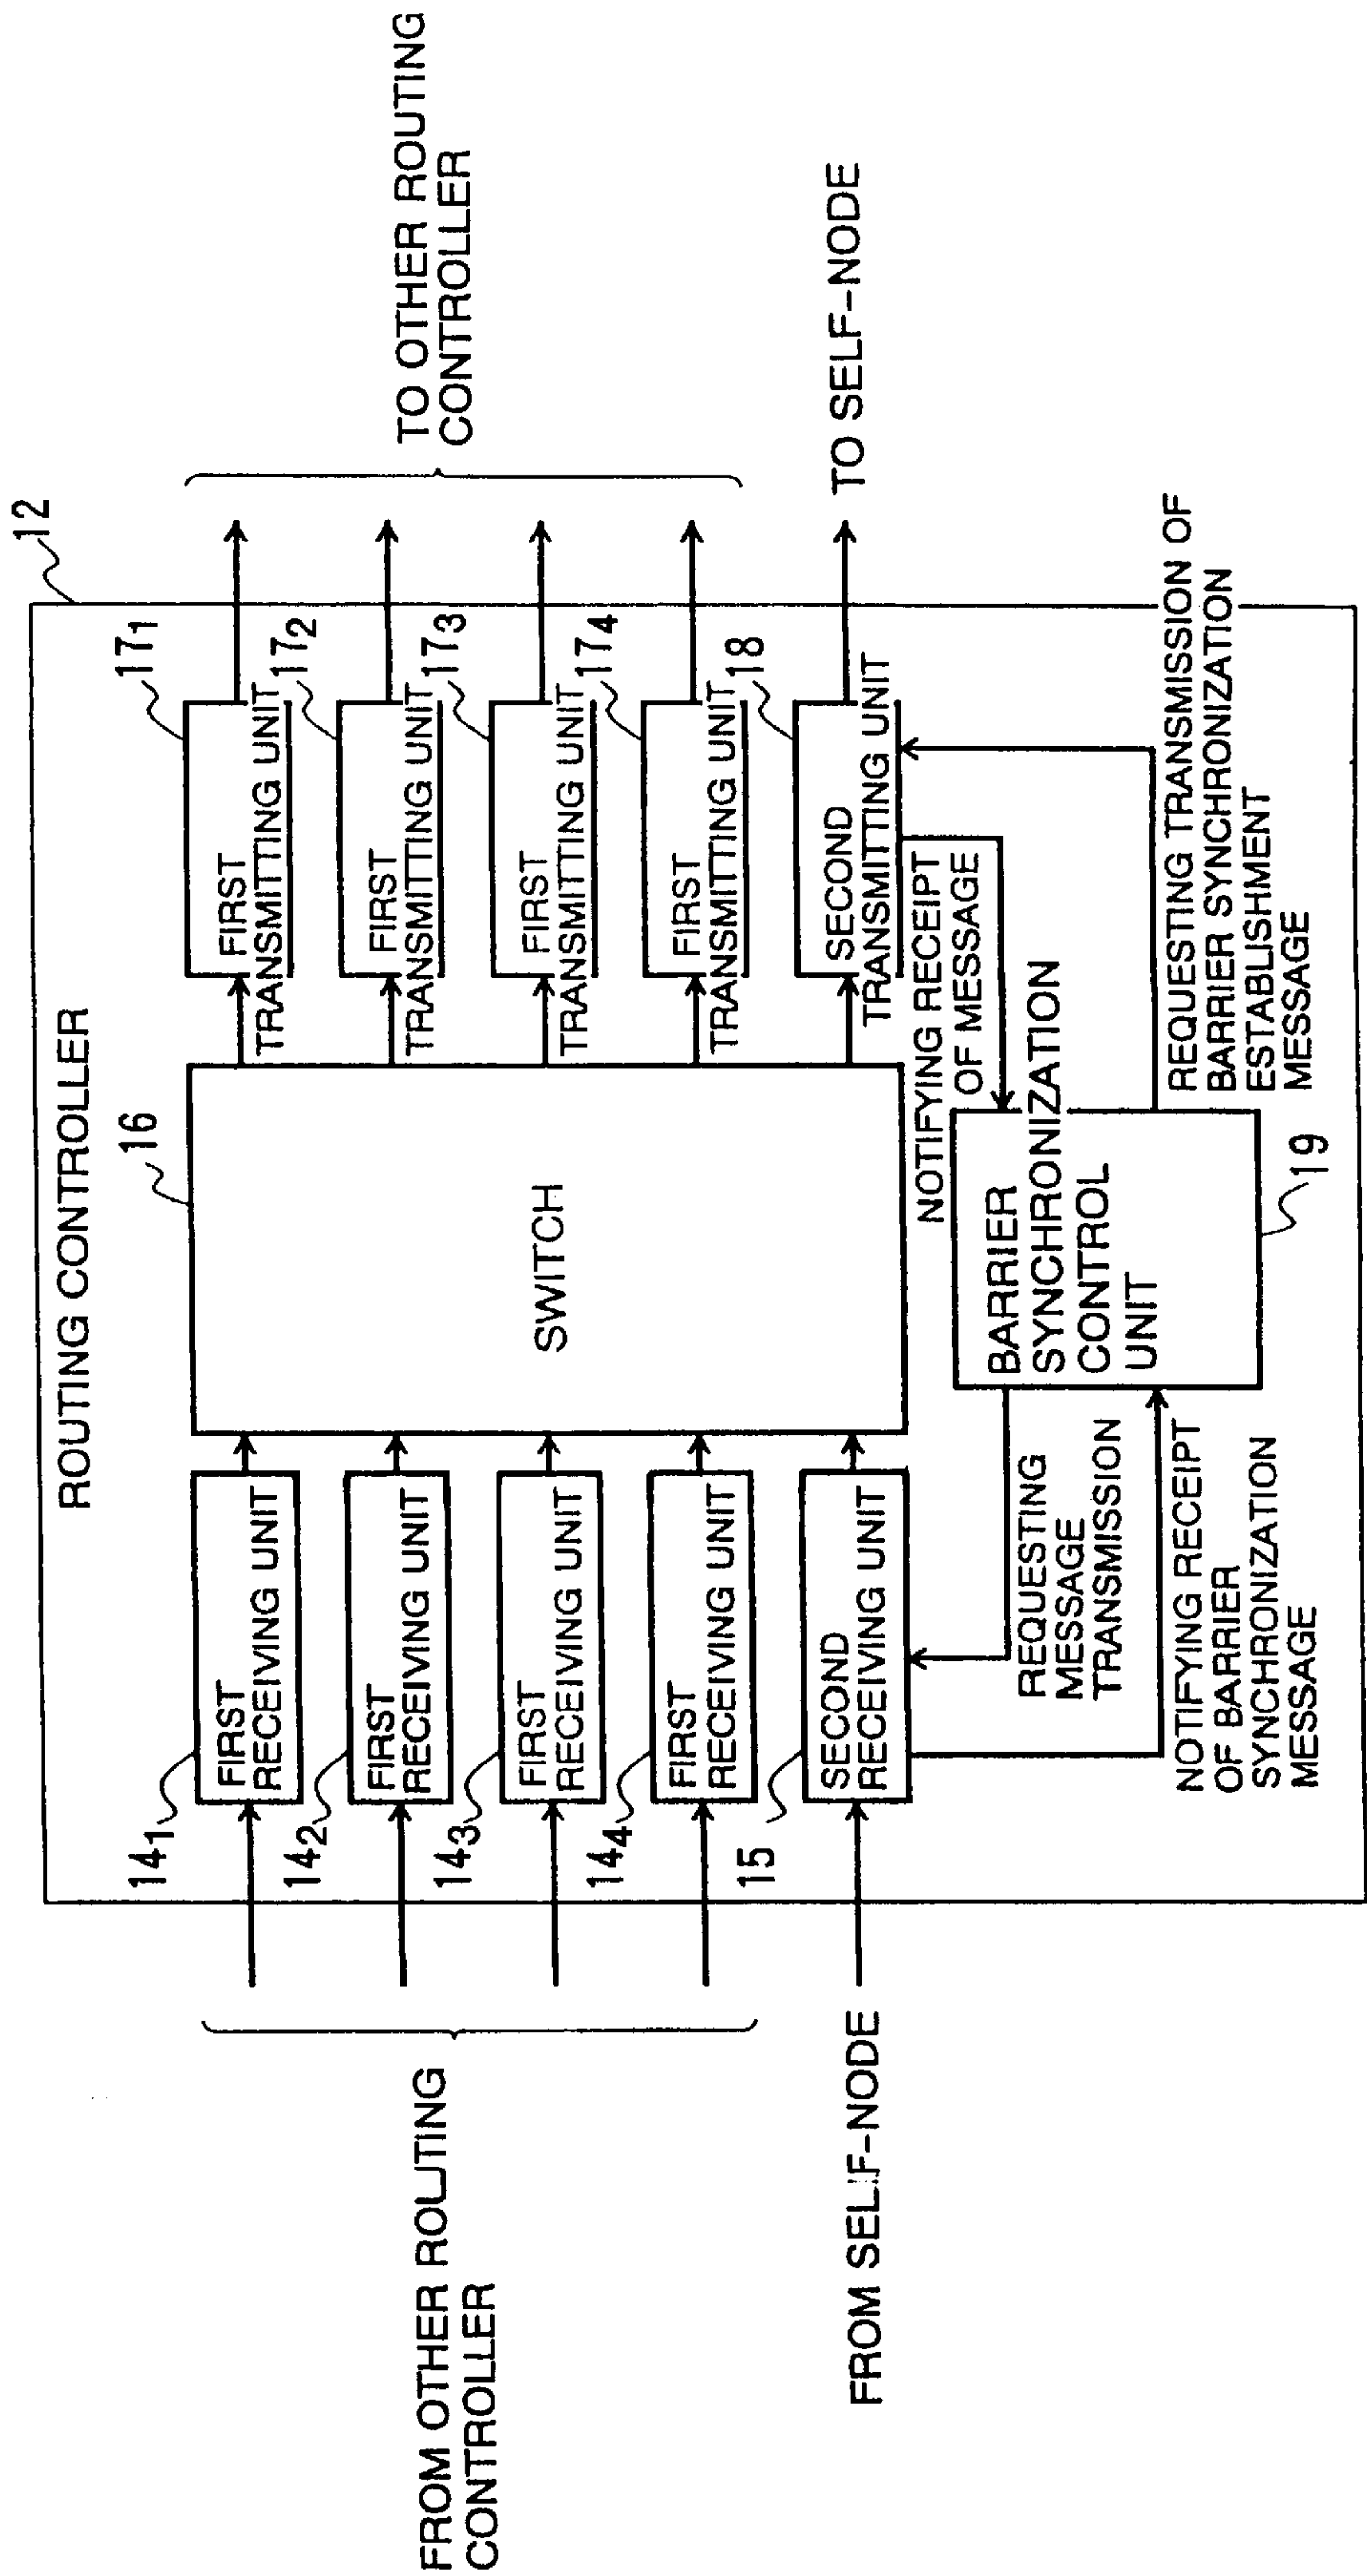 ROUTING CONTROLLER
12
FROM OTHER ROUTING
CONTROLLER
14₁
FIRST
RECEIVING UNIT
14₂
FIRST
RECEIVING UNIT
14₃
FIRST
RECEIVING UNIT
14₄
FIRST
RECEIVING UNIT
FROM SELF-NODE
15
SECOND
RECEIVING UNIT
16
SWITCH
17₁
FIRST
TRANSMITTING UNIT
17₂
FIRST
TRANSMITTING UNIT
17₃
FIRST
TRANSMITTING UNIT
17₄
FIRST
TRANSMITTING UNIT
18
SECOND
TRANSMITTING UNIT
TO OTHER ROUTING
CONTROLLER
TO SELF-NODE
REQUESTING
MESSAGE
TRANSMISSION
NOTIFYING RECEIPT
OF BARRIER
SYNCHRONIZATION
MESSAGE
BARRIER
SYNCHRONIZATION
CONTROL
UNIT
19
NOTIFYING RECEIPT
OF MESSAGE
REQUESTING TRANSMISSION OF
BARRIER SYNCHRONIZATION
ESTABLISHMENT
MESSAGE